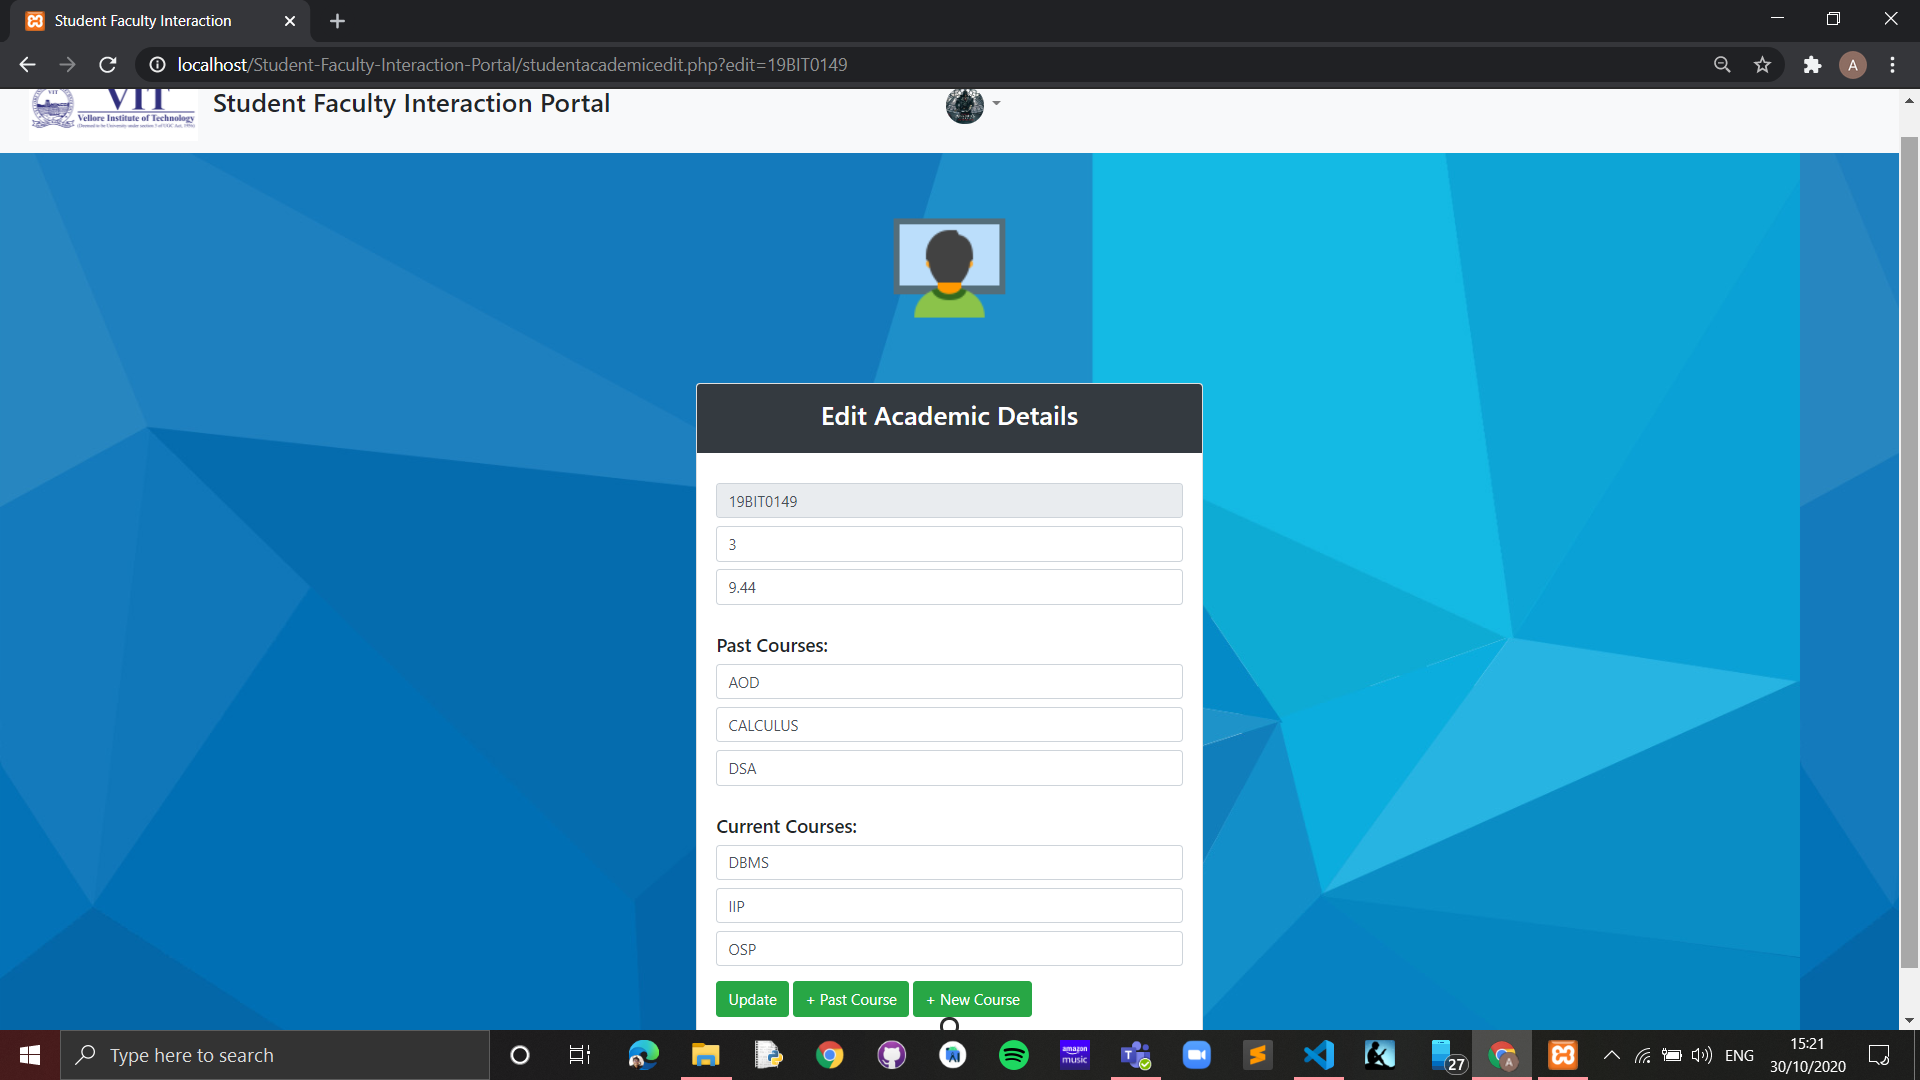 Student Faculty Interaction
localhost/Student-Faculty-Interaction-Portal/studentacademicedit.php?edit=19BIT0149
A
VIT
Vellore Institute of Technology
Student Faculty Interaction Portal
Edit Academic Details
19BIT0149
3
9.44
Past Courses:
AOD
CALCULUS
DSA
Current Courses:
DBMS
IIP
OSP
Update
+ Past Course
+ New Course
Type here to search
amazon
music
27
A
ENG
15:21
30/10/2020